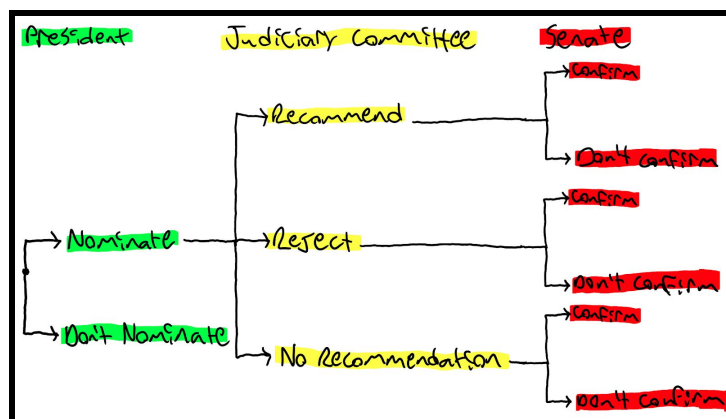 President Judiciary Committee Senate
Confirm
Recommend
Don't Confirm
Confirm
Nominate Reject
Don't Confirm
Confirm
Don't Nominate
No Recommendation
Don't Confirm